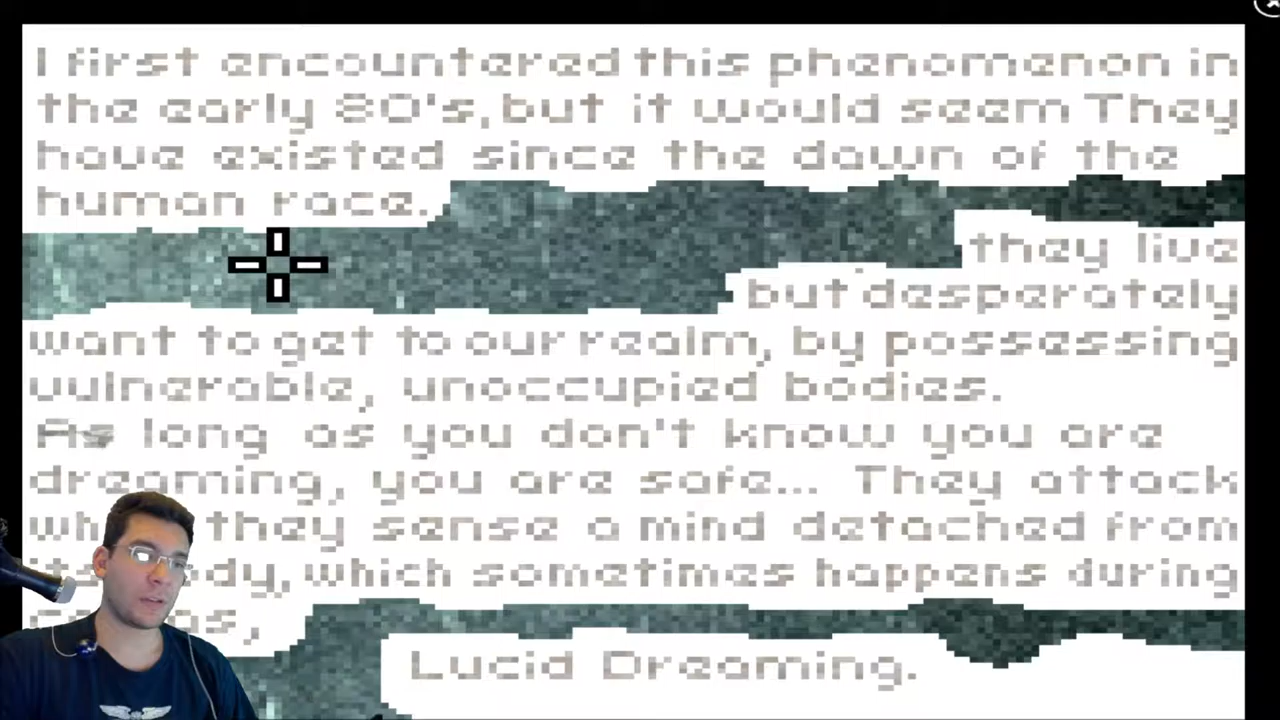 I first encountered this phenomenon in
the early 80's, but it would seem They
have existed since the dawn of the
human race.
they live
but desperately
want to get to our realm, by possessing
vulnerable, unoccupied bodies.
As long as you don't know you are
dreaming, you are safe... They attack
they sense a mind detached from
which sometimes happens during
Lucid Dreaming.